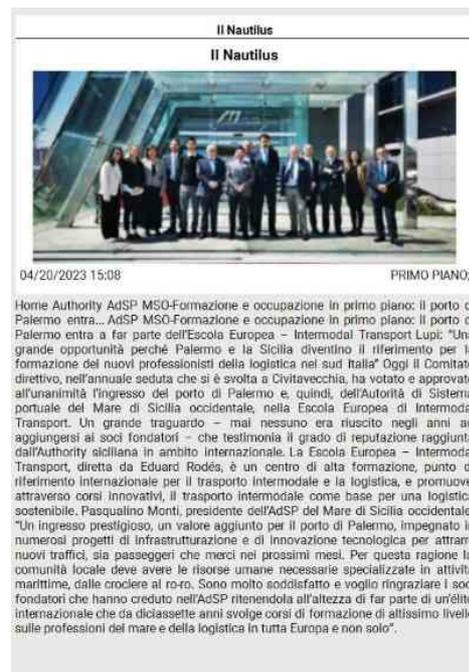 Il Nautilus
Il Nautilus
04/20/2023 15:08
PRIMO PIANO;
Home Authority AdSP MSO-Formazione e occupazione in primo piano: il porto d
Palermo entra... AdSP MSO-Formazione e occupazione in primo piano: il porto d
Palermo entra a far parte dell'Escola Europea – Intermodal Transport Lupi: "Una
grande opportunità perché Palermo e la Sicilia diventino il riferimento per la
formazione dei nuovi professionisti della logistica nel sud Italia" Oggi il Comitato
direttivo, nell'annuale seduta che si è svolta a Civitavecchia, ha votato e approvato
all'unanimità l'ingresso del porto di Palermo e, quindi, dell'Autorità di Sistema
portuale del Mare di Sicilia occidentale, nella Escola Europea di Intermodal
Transport. Un grande traguardo – mai nessuno era riuscito negli anni ad
aggiungersi ai soci fondatori – che testimonia il grado di reputazione raggiunto
dall'Authority siciliana in ambito internazionale. La Escola Europea – Intermodal
Transport, diretta da Eduard Rodés, è un centro di alta formazione, punto di
riferimento internazionale per il trasporto intermodale e la logistica, e promuove,
attraverso corsi innovativi, il trasporto intermodale come base per una logistica
sostenibile. Pasqualino Monti, presidente dell'AdSP del Mare di Sicilia occidentale:
"Un ingresso prestigioso, un valore aggiunto per il porto di Palermo, impegnato in
numerosi progetti di infrastrutturazione e di innovazione tecnologica per attrarre
nuovi traffici, sia passeggeri che merci nei prossimi mesi. Per questa ragione la
comunità locale deve avere le risorse umane necessarie specializzate in attività
marittime, dalle crociere al ro-ro. Sono molto soddisfatto e voglio ringraziare i soci
fondatori che hanno creduto nell'AdSP ritenendola all'altezza di far parte di un'élite
internazionale che da diciassette anni svolge corsi di formazione di altissimo livello
sulle professioni del mare e della logistica in tutta Europa e non solo".